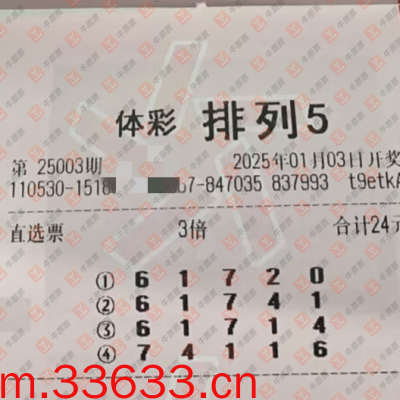 体彩 排列5
第 25003期 2025年01月03日开奖
110530-1518 67-847035 837993 t9etkA
直选票 3倍 合计24元
① 6 1 7 2 0
② 6 1 7 4 1
③ 6 1 7 1 4
④ 7 4 1 1 6
m.33633.cn